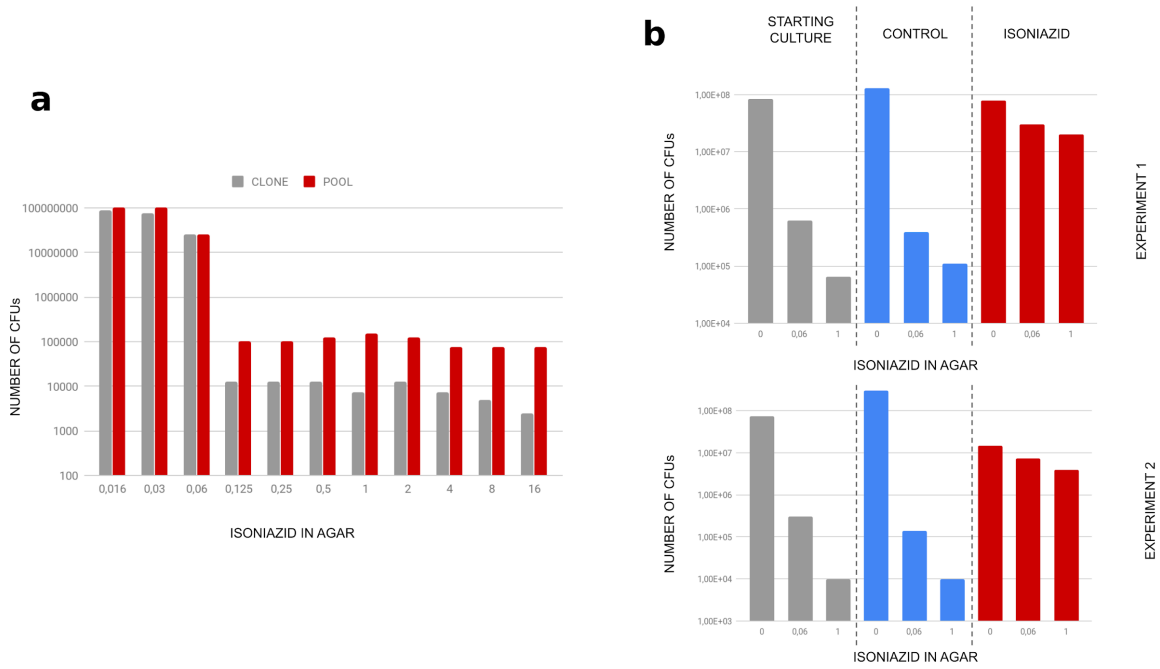 a
CLONE POOL
NUMBER OF CFUs
100000000
10000000
1000000
100000
10000
1000
100
0,016 0,03 0,06 0,125 0,25 0,5 1 2 4 8 16
ISONIAZID IN AGAR
b
STARTING
CULTURE
CONTROL
ISONIAZID
NUMBER OF CFUs
1,00E+08
1,00E+07
1,00E+06
1,00E+05
1,00E+04
0 0,06 1 0 0,06 1 0 0,06 1
ISONIAZID IN AGAR
EXPERIMENT 1
NUMBER OF CFUs
1,00E+08
1,00E+07
1,00E+06
1,00E+05
1,00E+04
1,00E+03
0 0,06 1 0 0,06 1 0 0,06 1
ISONIAZID IN AGAR
EXPERIMENT 2